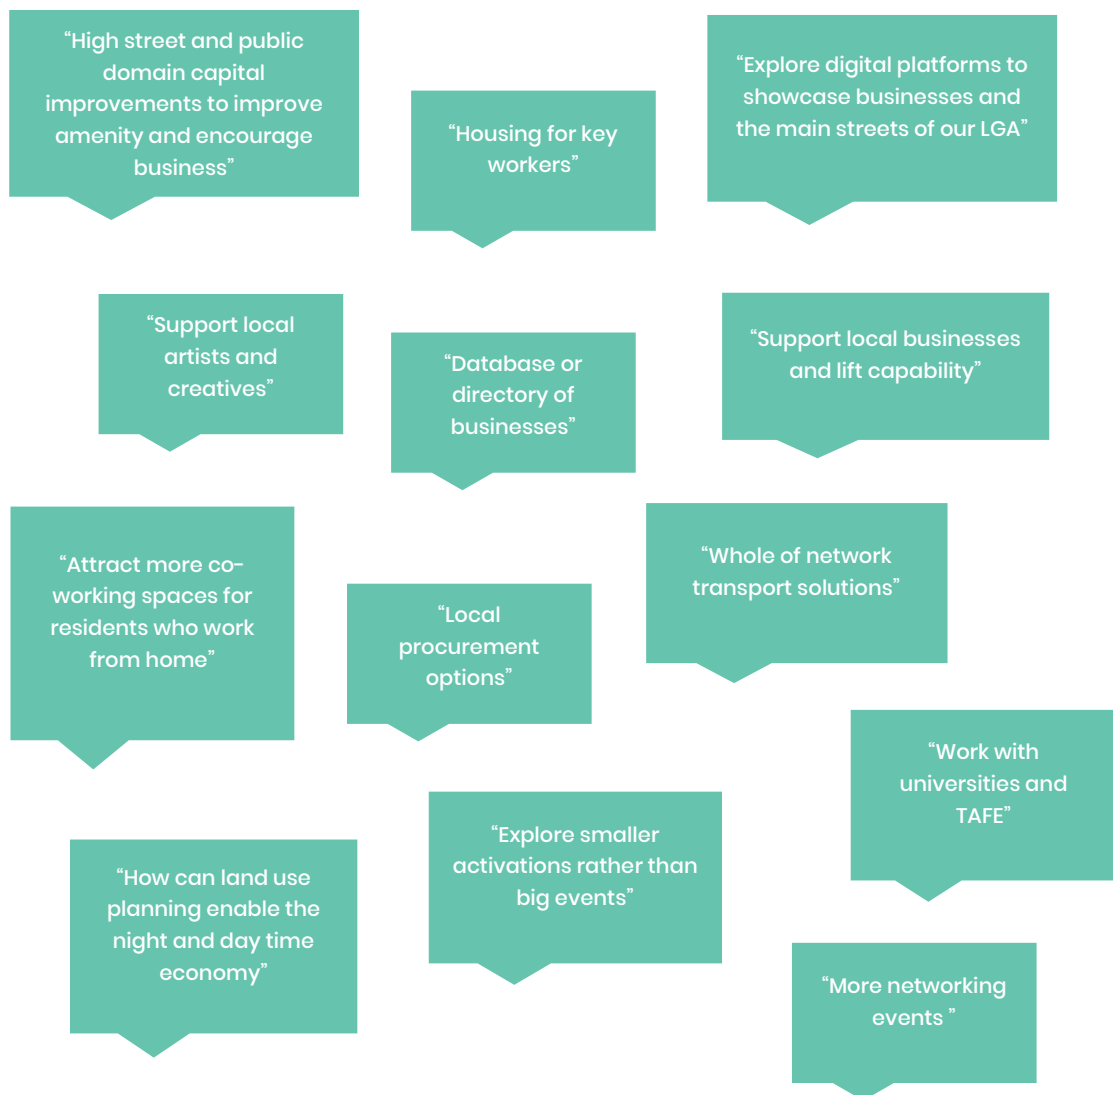 “High street and public
domain capital
improvements to improve
amenity and encourage
business”
“Housing for key
workers”
“Explore digital platforms to
showcase businesses and
the main streets of our LGA”
“Support local
artists and
creatives”
“Database or
directory of
businesses”
“Support local businesses
and lift capability”
“Attract more co-
working spaces for
residents who work
from home”
“Local
procurement
options”
“Whole of network
transport solutions”
“Work with
universities and
TAFE”
“How can land use
planning enable the
night and day time
economy”
“Explore smaller
activations rather than
big events”
“More networking
events ”